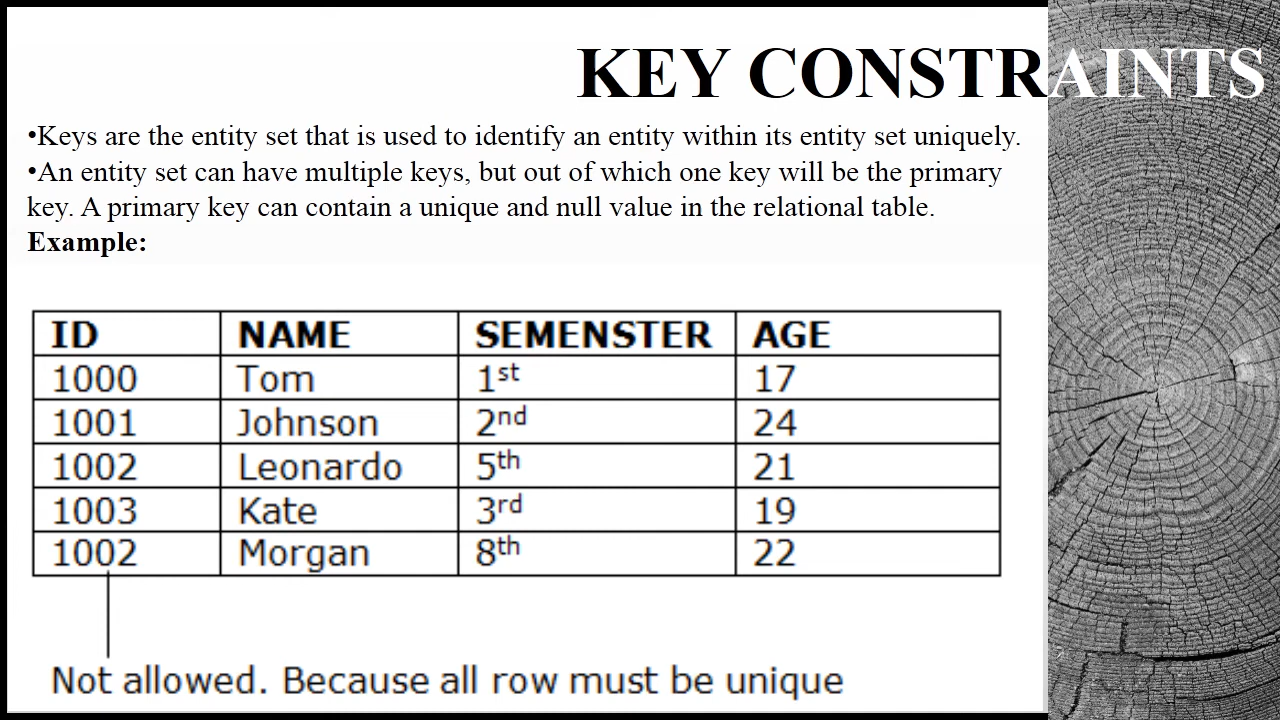 KEY CONSTRAINTS
•Keys are the entity set that is used to identify an entity within its entity set uniquely.
•An entity set can have multiple keys, but out of which one key will be the primary
key. A primary key can contain a unique and null value in the relational table.
Example:
ID NAME SEMENSTER AGE
1000 Tom 1st 17
1001 Johnson 2nd 24
1002 Leonardo 5th 21
1003 Kate 3rd 19
1002 Morgan 8th 22
Not allowed. Because all row must be unique